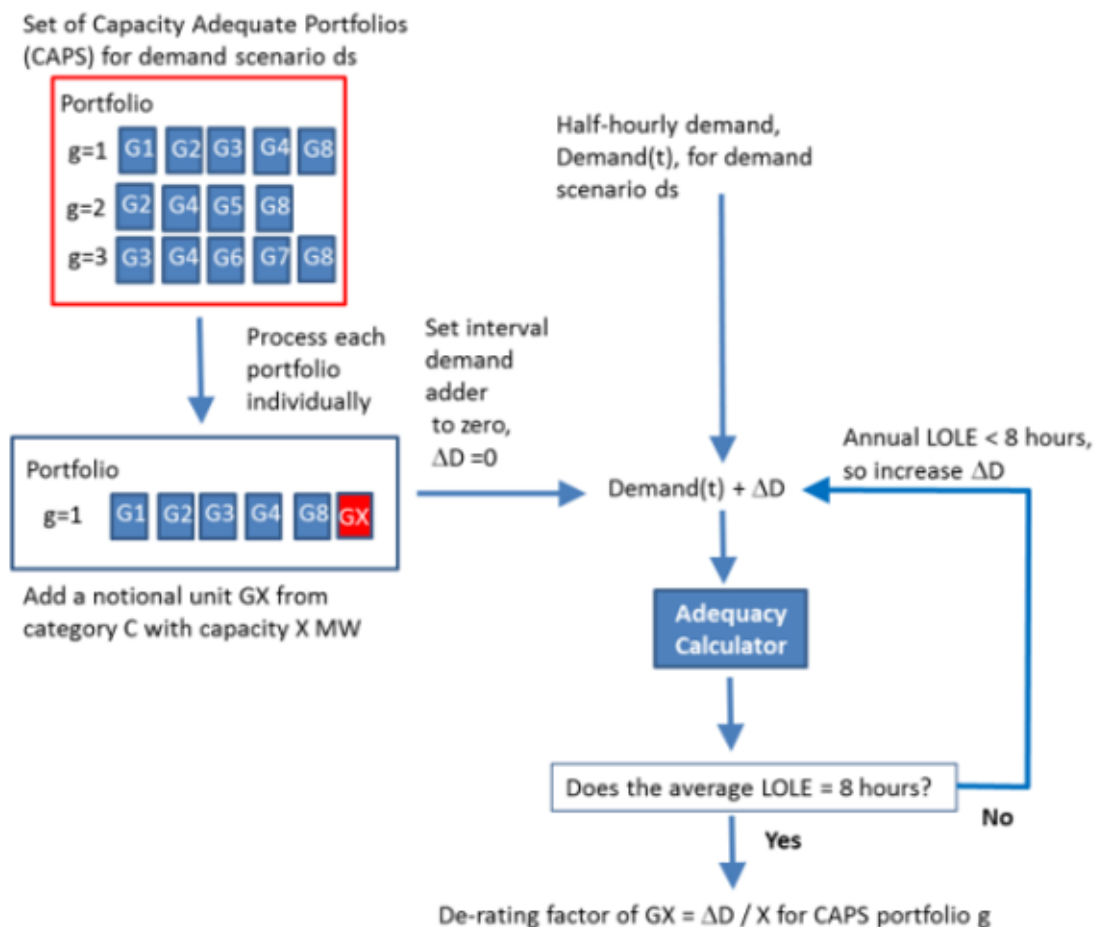 Set of Capacity Adequate Portfolios
(CAPS) for demand scenario ds
Portfolio
g=1 G1 G2 G3 G4 G8
g=2 G2 G4 G5 G8
g=3 G3 G4 G6 G7 G8
Half-hourly demand,
Demand(t), for demand
scenario ds
Process each
portfolio
individually
Set interval
demand
adder
to zero,
ΔD =0
Portfolio
g=1 G1 G2 G3 G4 G8 GX
Add a notional unit GX from
category C with capacity X MW
Demand(t) + ΔD
Annual LOLE < 8 hours,
so increase ΔD
Adequacy
Calculator
Does the average LOLE = 8 hours?
No
Yes
De-rating factor of GX = ΔD / X for CAPS portfolio g